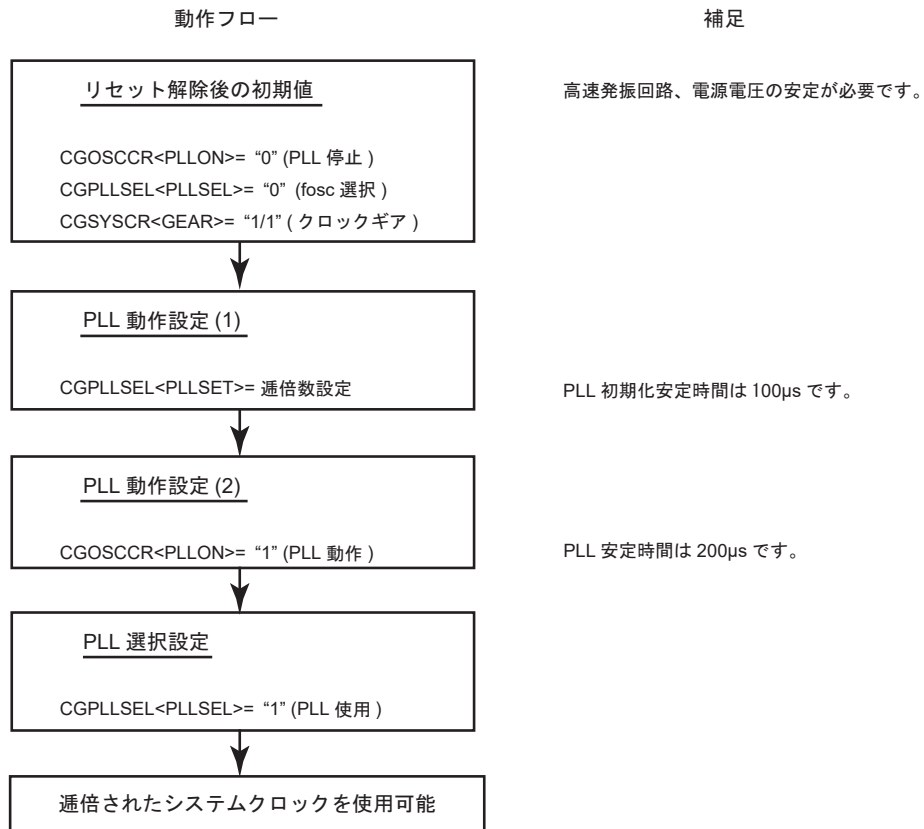 動作フロー
補足
リセット解除後の初期値
高速発振回路、電源電圧の安定が必要です。
CGOSCCR<PLLON>= “0” (PLL 停止 )
CGPLLSEL<PLLSEL>= “0” (fosc 選択 )
CGSYSCR<GEAR>= “1/1” ( クロックギア )
PLL 動作設定 (1)
CGPLLSEL<PLLSET>= 逓倍数設定
PLL 初期化安定時間は 100μs です。
PLL 動作設定 (2)
CGOSCCR<PLLON>= “1” (PLL 動作 )
PLL 安定時間は 200μs です。
PLL 選択設定
CGPLLSEL<PLLSEL>= “1” (PLL 使用 )
逓倍されたシステムクロックを使用可能